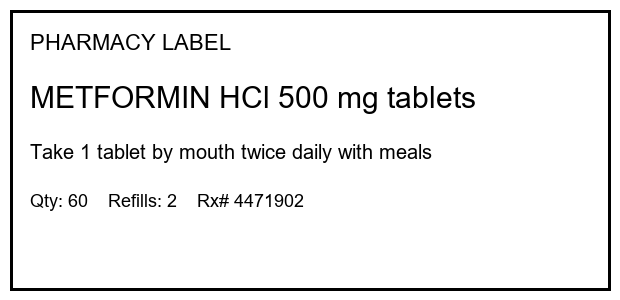 PHARMACY LABEL
METFORMIN HCl 500 mg tablets
Take 1 tablet by mouth twice daily with meals
Qty: 60    Refills: 2    Rx# 4471902